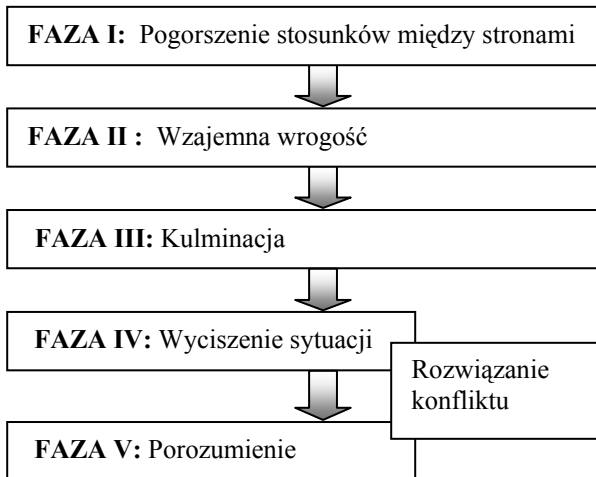 FAZA I: Pogorszenie stosunków między stronami
FAZA II : Wzajemna wrogość
FAZA III: Kulminacja
FAZA IV: Wyciszenie sytuacji
Rozwiązanie
konfliktu
FAZA V: Porozumienie